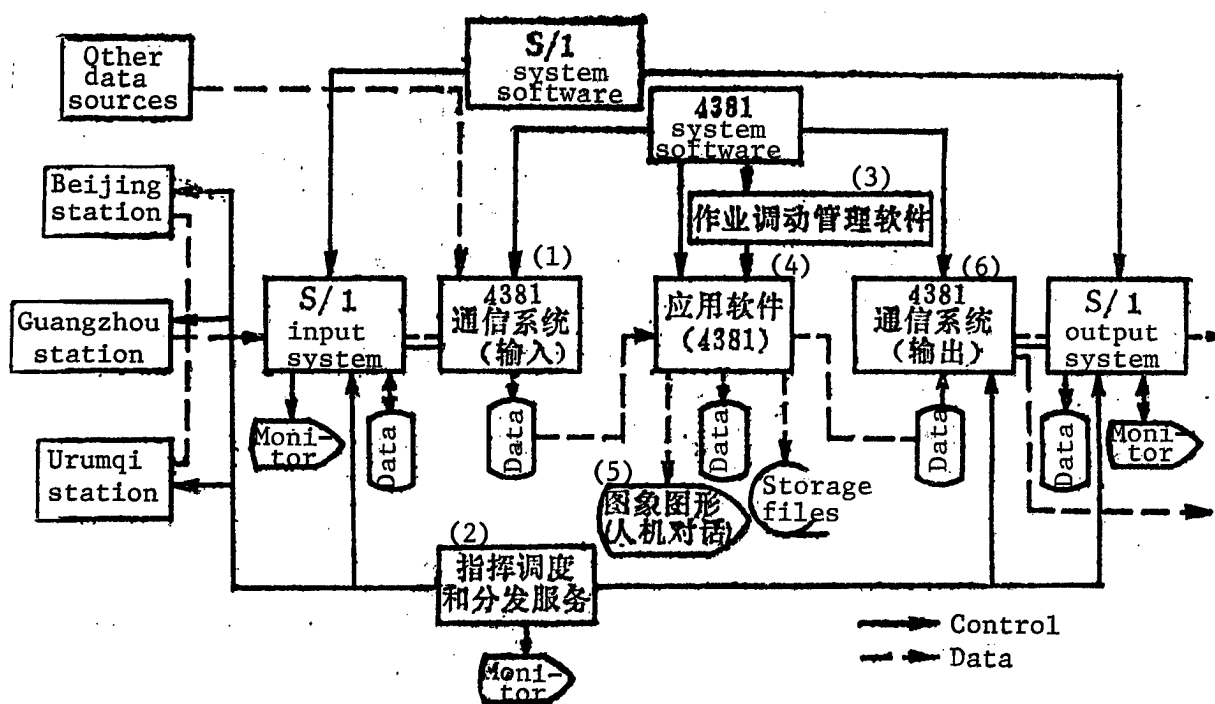 S/1
system
software
Other
data
sources
4381
system
software
(3)
作业调动管理软件
Beijing
station
Guangzhou
station
Urumqi
station
S/1
input
system
(1)
4381
通信系统
(输入)
(4)
应用软件
(4381)
(6)
4381
通信系统
(输出)
S/1
output
system
Moni-
tor
Data
Data
Data
Data
Data
Moni-
tor
(5)
图象图形
(人机对话)
Storage
files
(2)
指挥调度
和分发服务
Moni-
tor
Control
Data